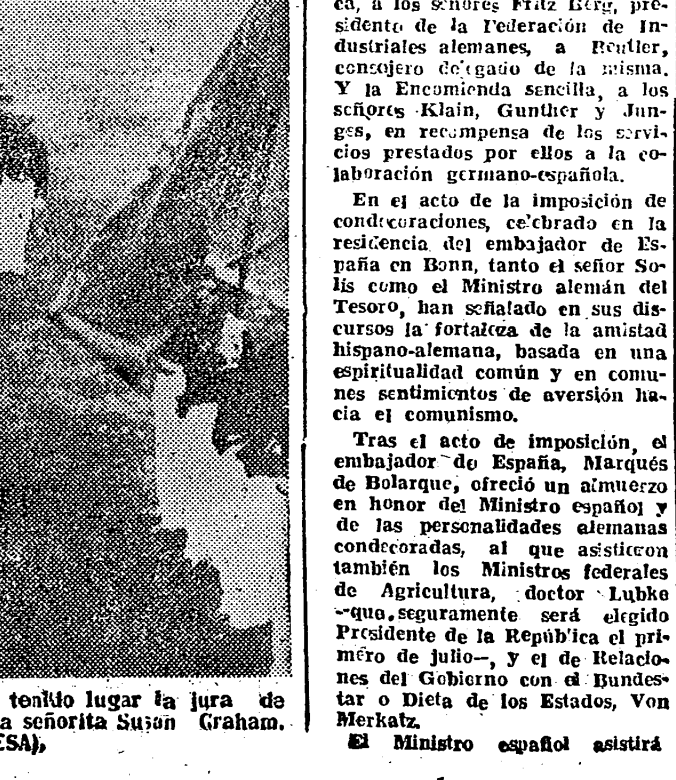 tenido lugar la jura de
a señorita Susan Graham.
ESA),
ca, a los señores Fritz Berg, pre-
sidente de la Federación de In-
dustriales alemanes, a Beutler,
consejero delegado de la misma.
Y la Encomienda sencilla, a los
señores Klain, Gunther y Jun-
ges, en recompensa de los servi-
cios prestados por ellos a la co-
laboración germano-española.
En el acto de la imposición de
condecoraciones, celebrado en la
residencia del embajador de Es-
paña en Bonn, tanto el señor So-
lís como el Ministro alemán del
Tesoro, han señalado en sus dis-
cursos la fortaleza de la amistad
hispano-alemana, basada en una
espiritualidad común y en comu-
nes sentimientos de aversión ha-
cia el comunismo.
Tras el acto de imposición, el
embajador de España, Marqués
de Bolarque, ofreció un almuerzo
en honor del Ministro español y
de las personalidades alemanas
condecoradas, al que asistieron
también los Ministros federales
de Agricultura, doctor Lubke
—que seguramente será elegido
Presidente de la República el pri-
mero de julio—, y el de Relacio-
nes del Gobierno con el Bundes-
tar o Dieta de los Estados, Von
Merkatz.
El Ministro español asistirá